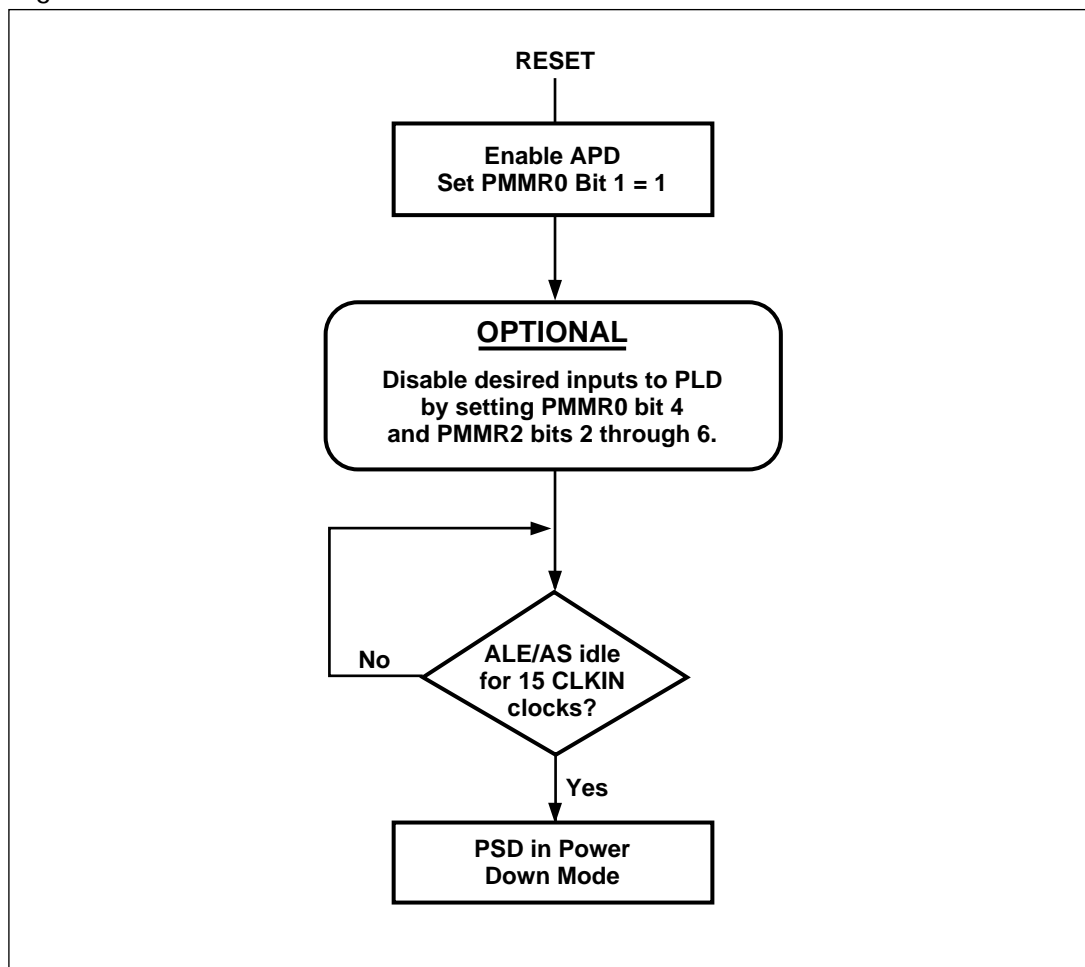 RESET
Enable APD
Set PMMR0 Bit 1 = 1
OPTIONAL
Disable desired inputs to PLD
by setting PMMR0 bit 4
and PMMR2 bits 2 through 6.
No
ALE/AS idle
for 15 CLKIN
clocks?
Yes
PSD in Power
Down Mode